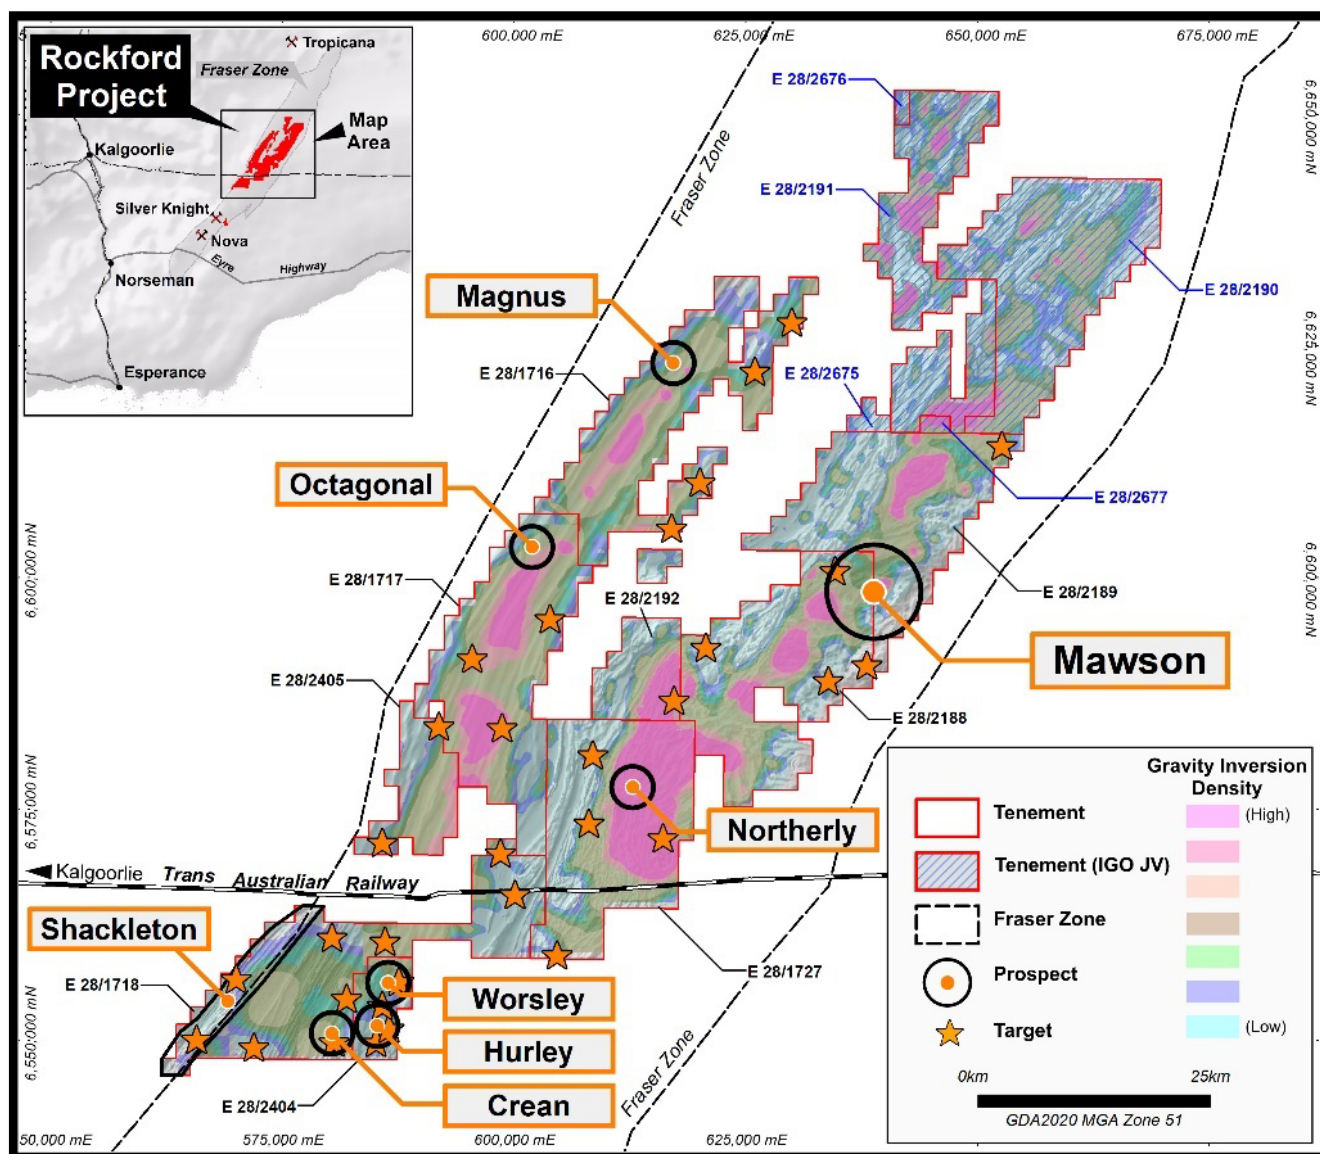 600,000 mE
625,000 mE
650,000 mE
675,000 mE
Rockford
Project
Tropicana
Fraser Zone
Map
Area
Kalgoorlie
Silver Knight
Nova
Eyre
Highway
Norseman
Esperance
E 28/2676
6,650,000 mN
Fraser Zone
E 28/2191
E 28/2190
Magnus
6,625,000 mN
E 28/1716
E 28/2675
Octagonal
E 28/2677
6,600,000 mN
6,600,000 mN
E 28/1717
E 28/2192
E 28/2189
Mawson
E 28/2405
E 28/2188
6,575,000 mN
Northerly
Kalgoorlie
Trans Australian Railway
Shackleton
E 28/1718
Worsley
E 28/1727
Hurley
6,550,000 mN
Crean
E 28/2404
Fraser Zone
Gravity Inversion
Density
Tenement
(High)
Tenement (IGO JV)
Fraser Zone
Prospect
Target
(Low)
0km
25km
GDA2020 MGA Zone 51
50,000 mE
575,000 mE
600,000 mE
625,000 mE